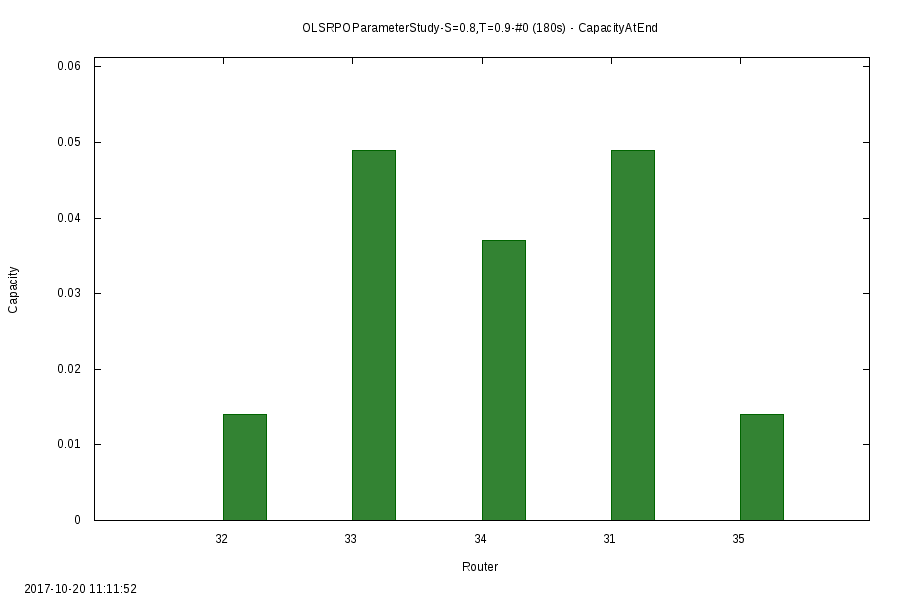 OLSRPOParameterStudy-S=0.8,T=0.9-#0 (180s) - CapacityAtEnd
0.06
0.05
0.04
0.03
0.02
0.01
0
Capacity
32 33 34 31 35
Router
2017-10-20 11:11:52